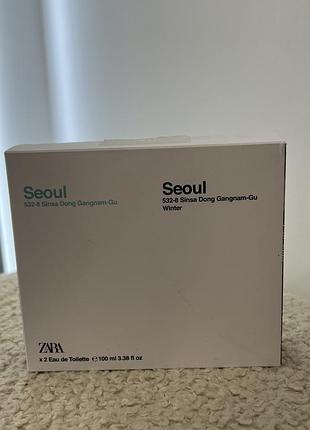 Seoul
532-8 Sinsa Dong Gangnam-Gu
Seoul
532-8 Sinsa Dong Gangnam-Gu
Winter
ZARA
x 2 Eau de Toilette ℮ 100 ml 3.38 fl oz